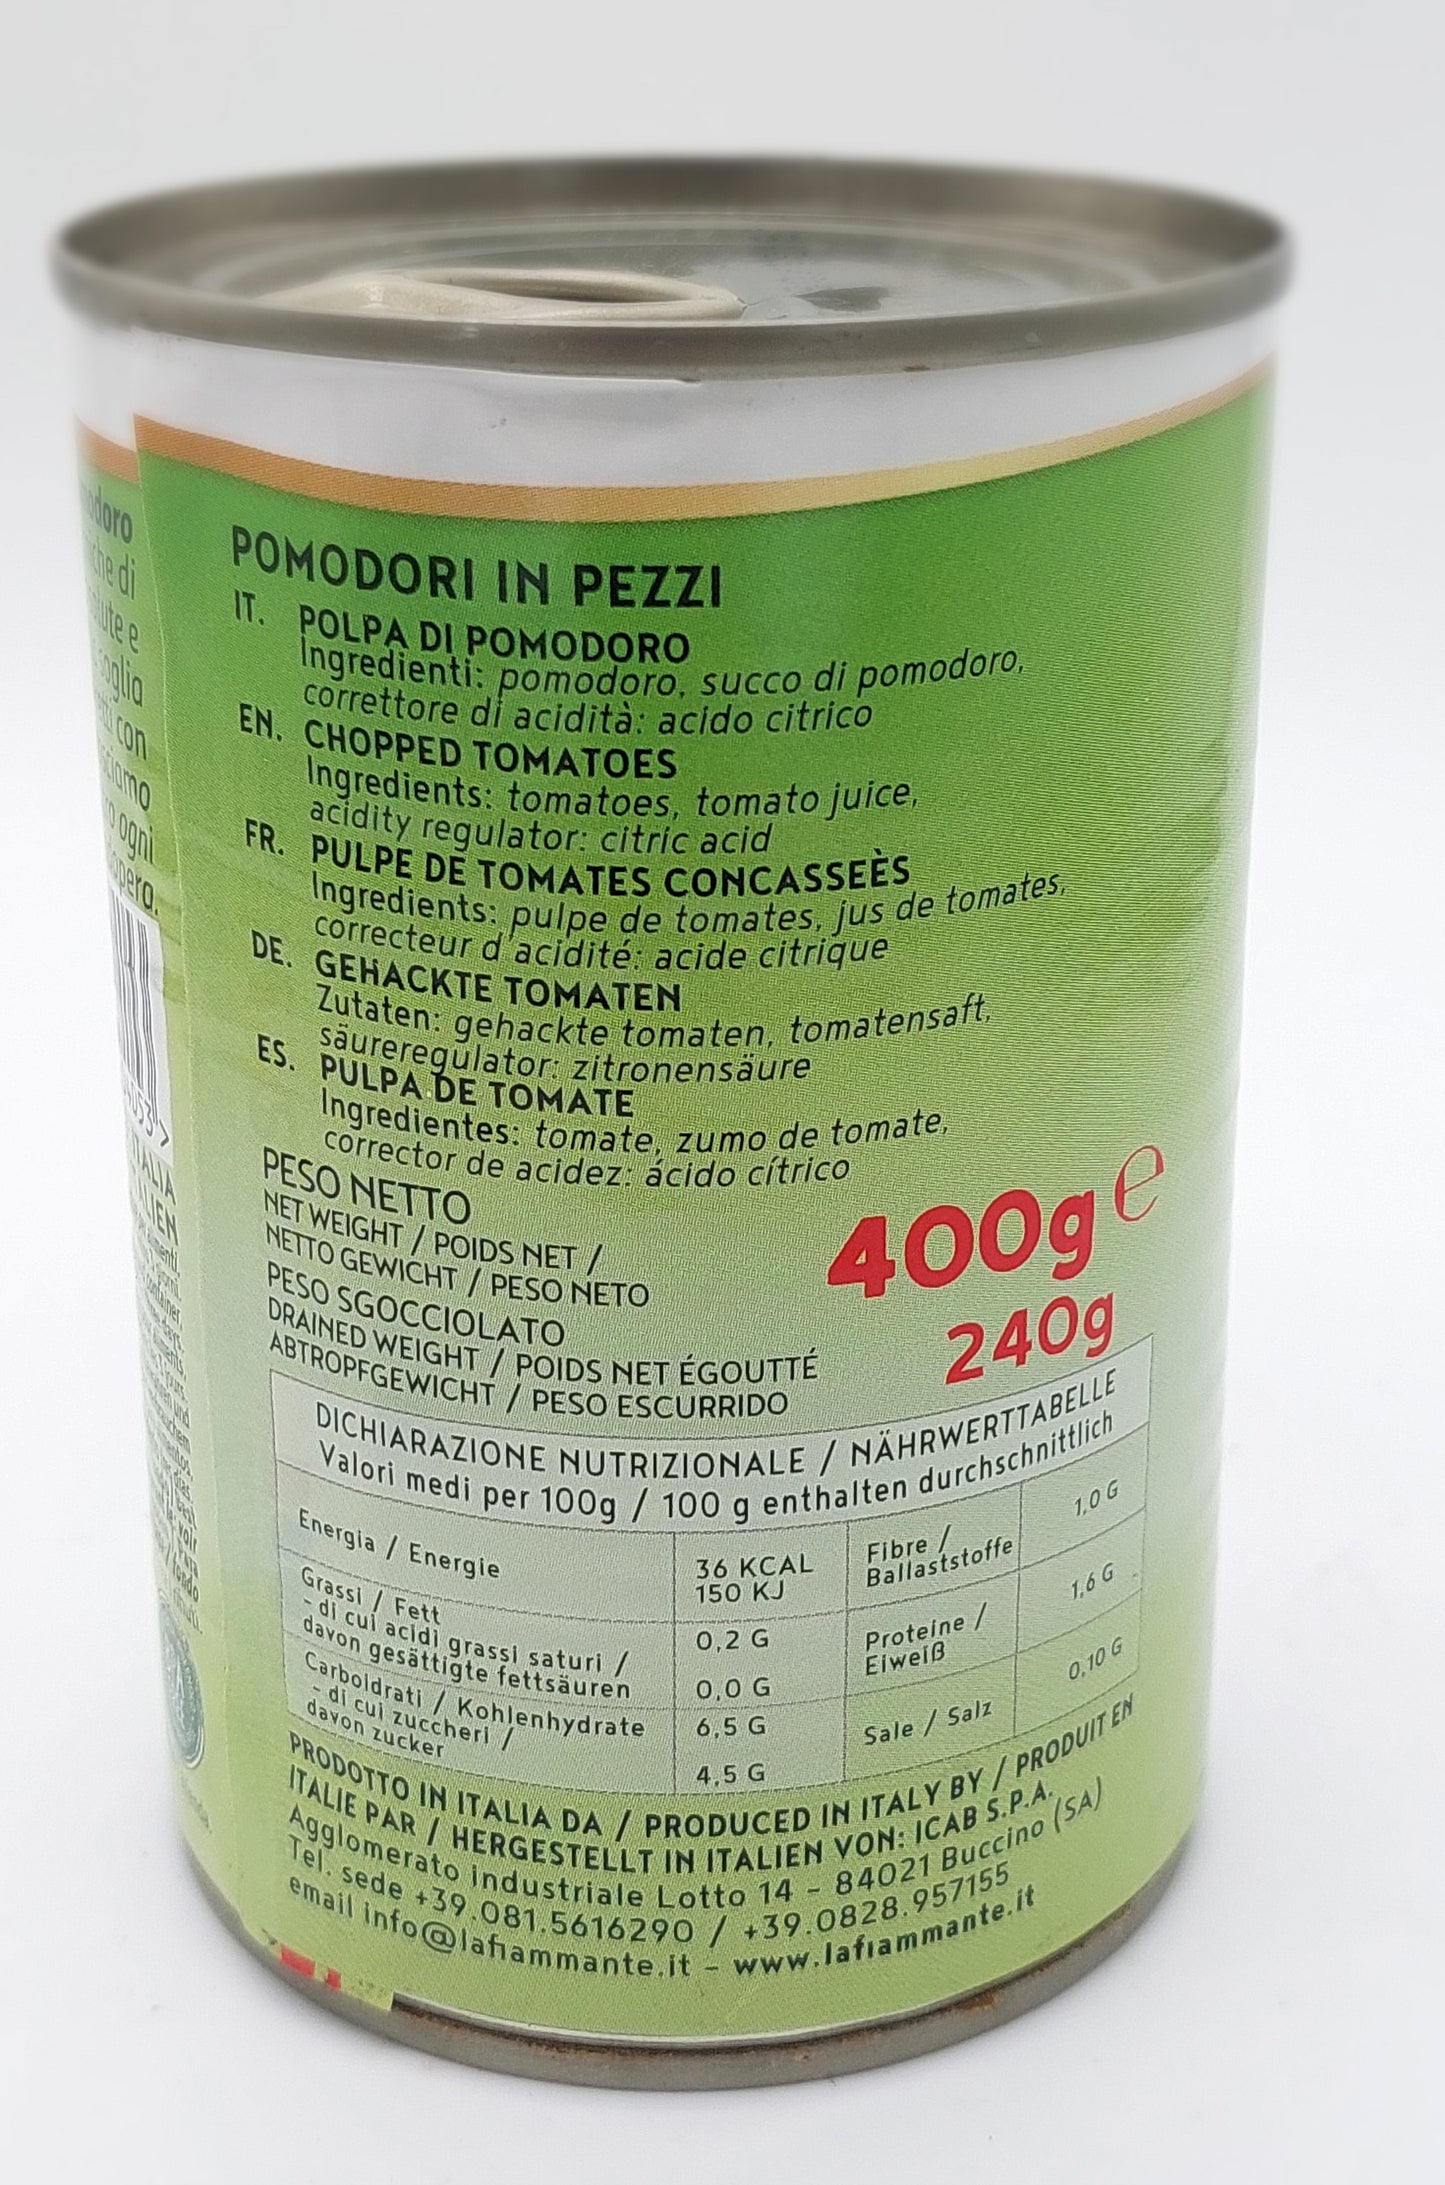 POMODORI IN PEZZI
IT. POLPA DI POMODORO
Ingredienti: pomodoro, succo di pomodoro,
correttore di acidità: acido citrico
EN. CHOPPED TOMATOES
Ingredients: tomatoes, tomato juice,
acidity regulator: citric acid
FR. PULPE DE TOMATES CONCASSEÈS
Ingredients: pulpe de tomates, jus de tomates,
correcteur d'acidité: acide citrique
DE. GEHACKTE TOMATEN
Zutaten: gehackte tomaten, tomatensaft,
säureregulator: zitronensäure
ES. PULPA DE TOMATE
Ingredientes: tomate, zumo de tomate,
corrector de acidez: ácido cítrico
PESO NETTO
NET WEIGHT / POIDS NET /
NETTO GEWICHT / PESO NETO
400g e
PESO SGOCCIOLATO
DRAINED WEIGHT / POIDS NET ÉGOUTTÉ
ABTROPFGEWICHT / PESO ESCURRIDO
240g
DICHIARAZIONE NUTRIZIONALE / NÄHRWERTTABELLE
Valori medi per 100g / 100 g enthalten durchschnittlich
Energia / Energie
36 KCAL
150 KJ
Grassi / Fett
0,2 G
- di cui acidi grassi saturi /
davon gesättigte fettsäuren
0,0 G
Carboldrati / Kohlenhydrate
6,5 G
- di cui zuccheri /
davon zucker
4,5 G
Fibre /
Ballaststoffe
1,0 G
Proteine /
Eiweiß
1,6 G
Sale / Salz
0,10 G
PRODOTTO IN ITALIA DA / PRODUCED IN ITALY BY / PRODUIT EN
ITALIE PAR / HERGESTELLT IN ITALIEN VON: ICAB S.P.A.
Agglomerato industriale Lotto 14 - 84021 Buccino (SA)
Tel. sede +39.081.5616290 / +39.0828.957155
email info@lafiammante.it - www.lafiammante.it